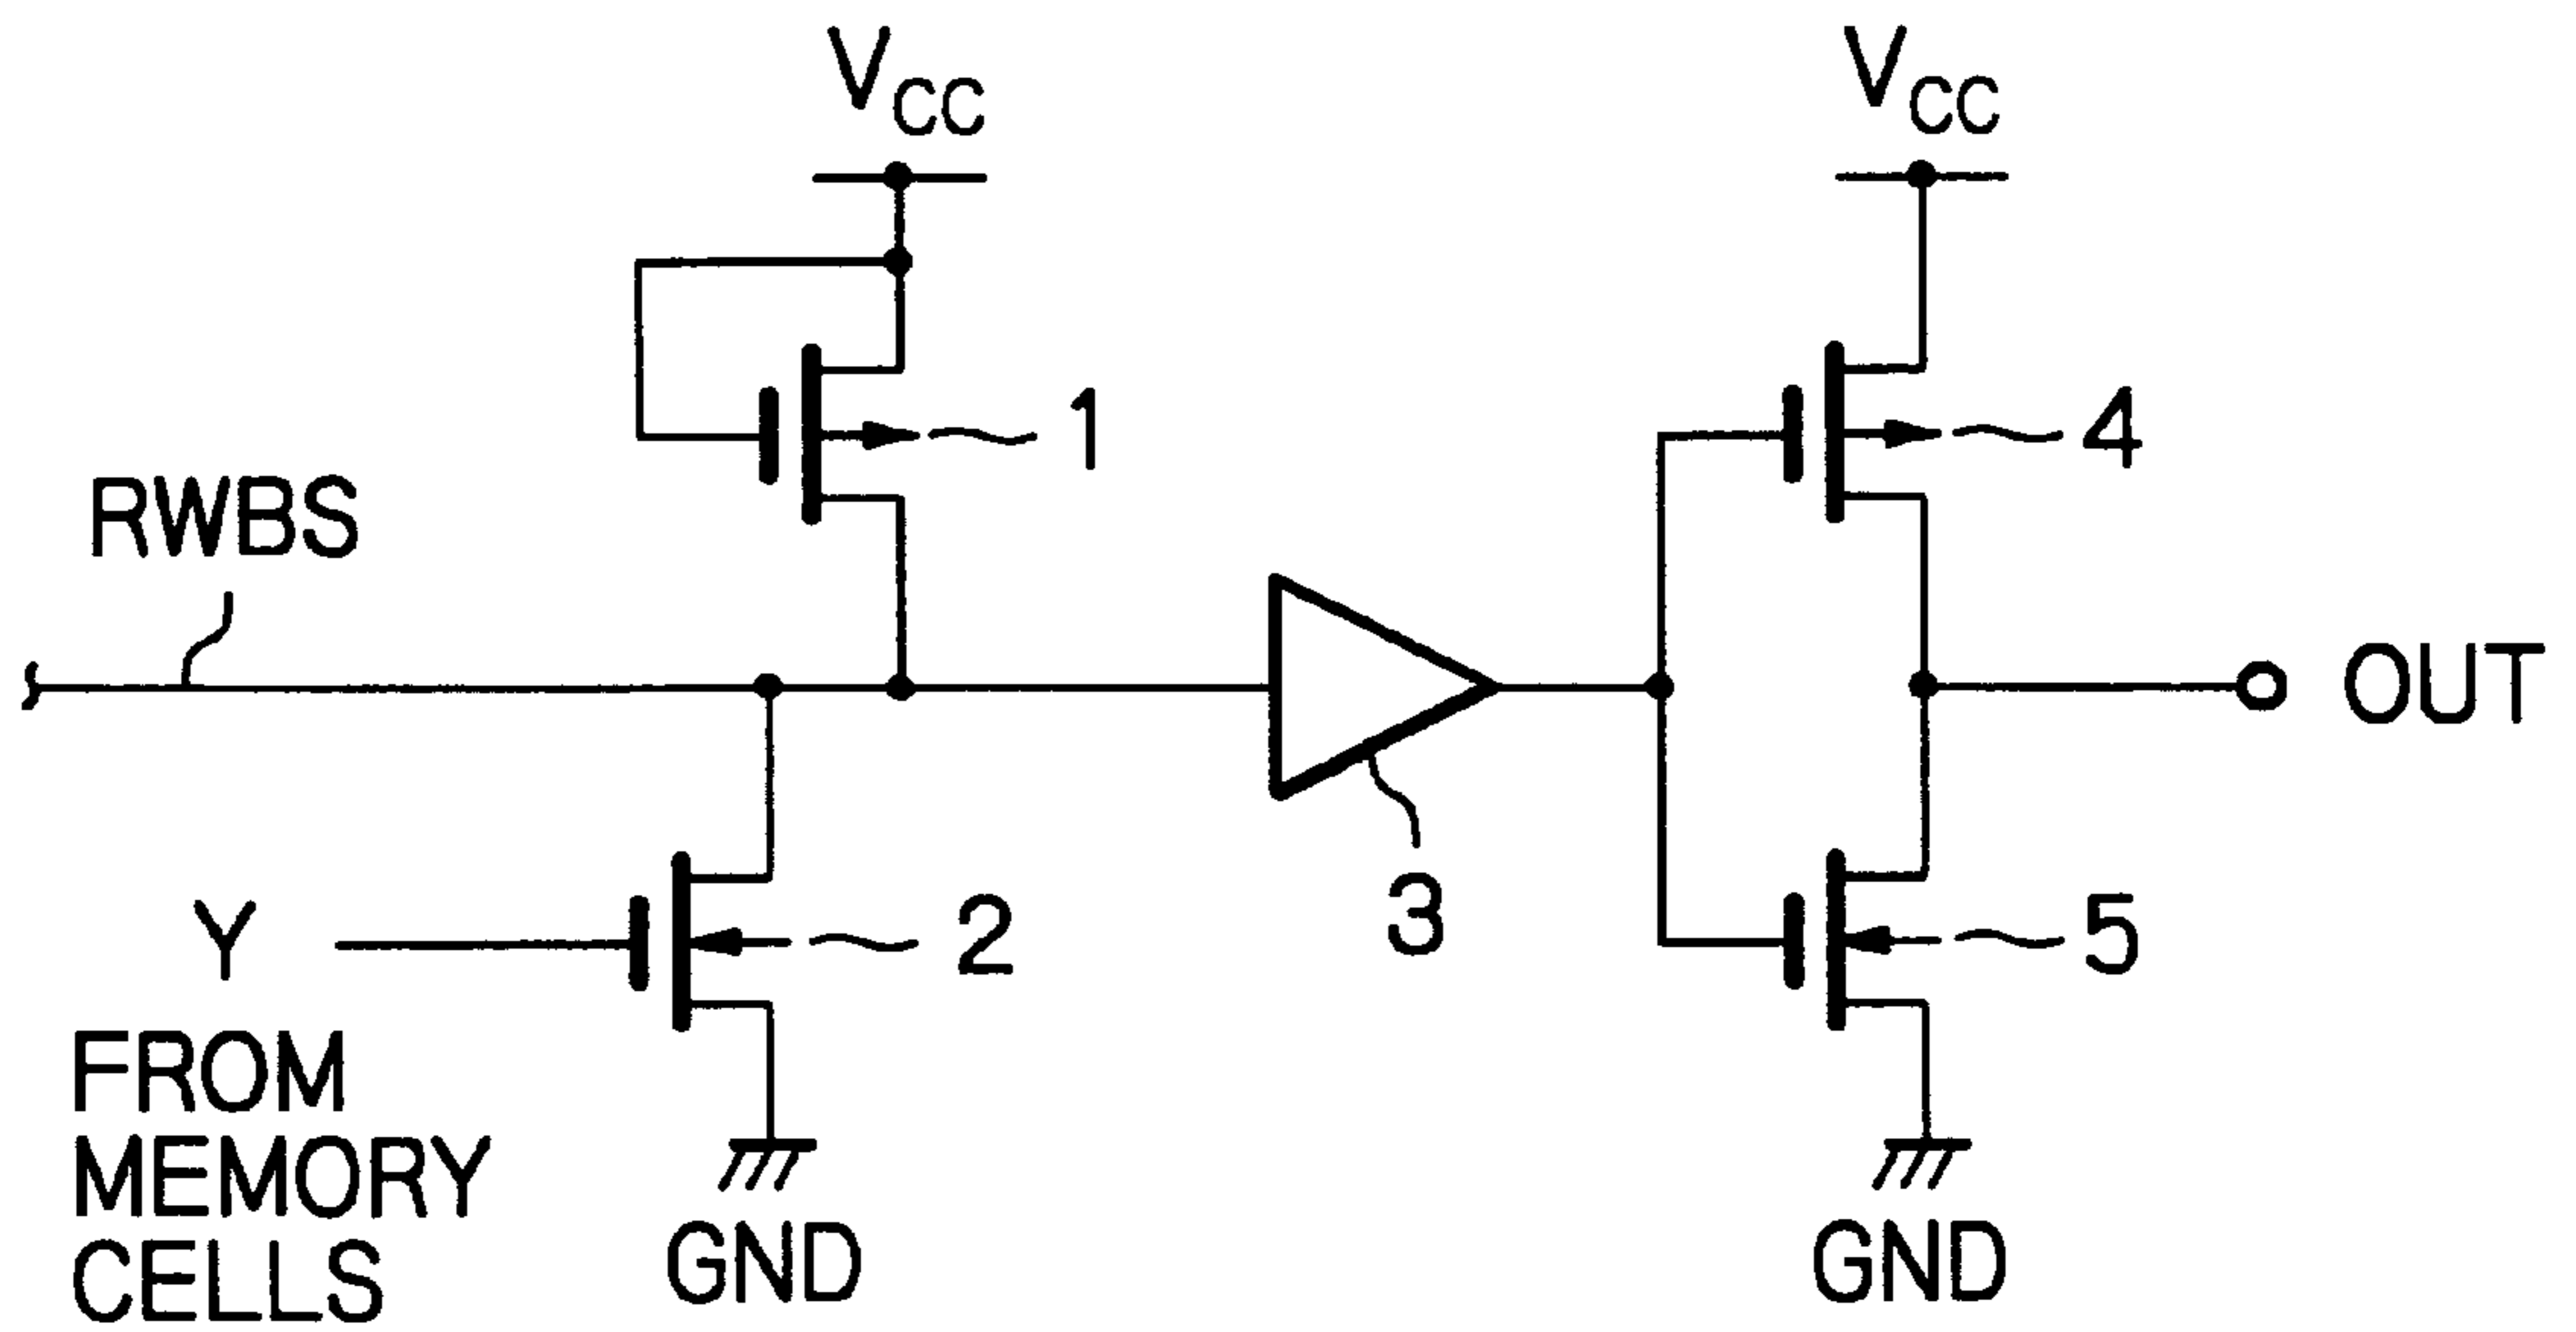 VCC
VCC
1
4
RWBS
OUT
3
Y
2
5
FROM
MEMORY
CELLS
GND
GND